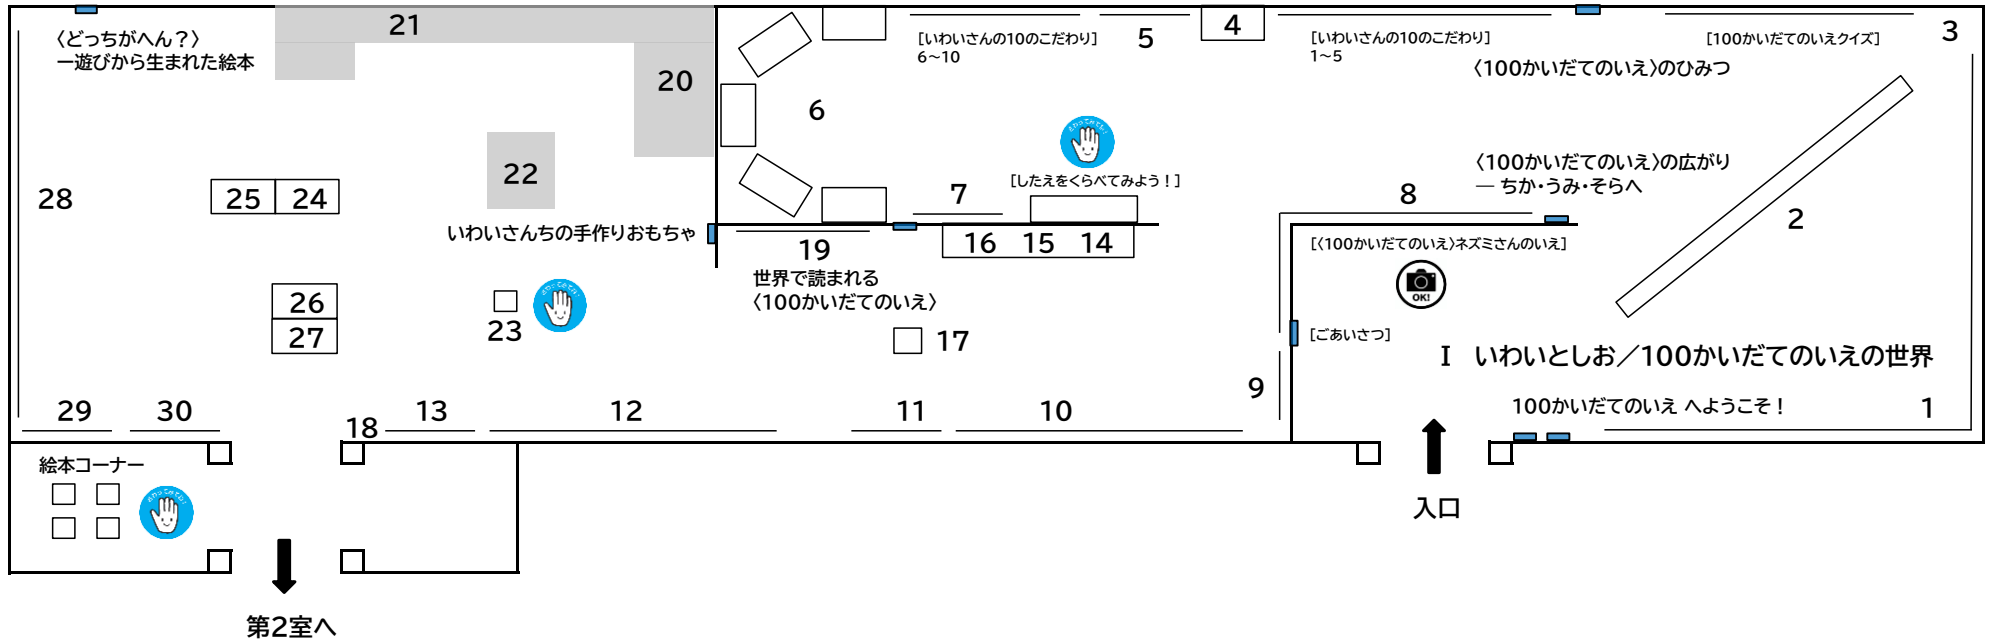 〈どっちがへん？〉
ー遊びから生まれた絵本
21
20
22
28
25
24
いわいさんちの手作りおもちゃ
26
27
23
29
30
18
13
12
絵本コーナー
第2室へ
[いわいさんの10のこだわり]
6～10
5
4
[いわいさんの10のこだわり]
1～5
[100かいだてのいえクイズ]
3
〈100かいだてのいえ〉のひみつ
6
[したえをくらべてみよう！]
7
〈100かいだてのいえ〉の広がり
― ちか・うみ・そらへ
8
2
16
15
14
19
世界で読まれる
〈100かいだてのいえ〉
17
11
10
9
[〈100かいだてのいえ〉ネズミさんのいえ]
OK!
[ごあいさつ]
I いわいとしお／100かいだてのいえの世界
100かいだてのいえ へようこそ！
1
入口